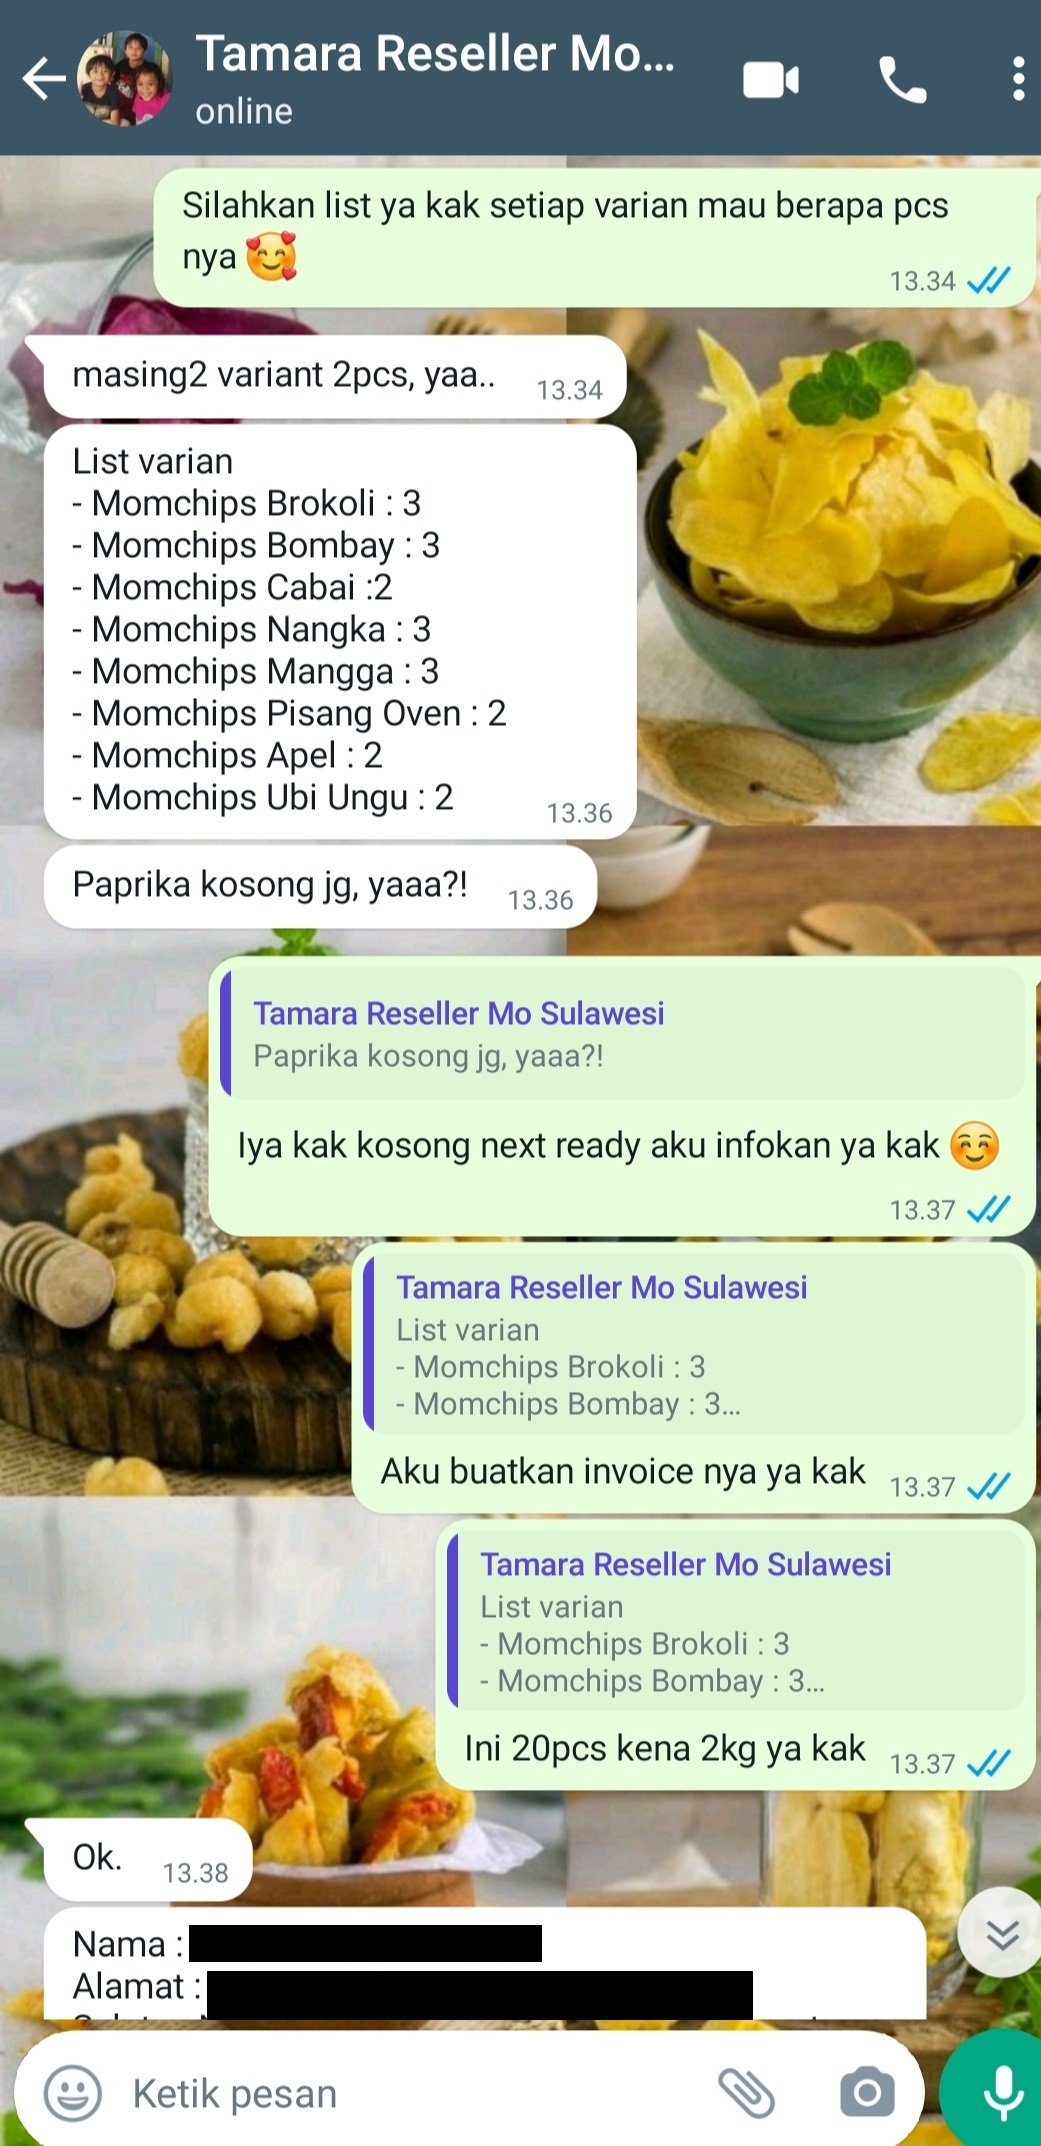 Tamara Reseller Mo...
online
Silahkan list ya kak setiap varian mau berapa pcs
nya 🥰
13.34
masing2 variant 2pcs, yaa..
13.34
List varian
- Momchips Brokoli : 3
- Momchips Bombay : 3
- Momchips Cabai :2
- Momchips Nangka : 3
- Momchips Mangga : 3
- Momchips Pisang Oven : 2
- Momchips Apel : 2
- Momchips Ubi Ungu : 2
13.36
Paprika kosong jg, yaaa?!
13.36
Tamara Reseller Mo Sulawesi
Paprika kosong jg, yaaa?!
Iya kak kosong next ready aku infokan ya kak ☺️
13.37
Tamara Reseller Mo Sulawesi
List varian
- Momchips Brokoli : 3
- Momchips Bombay : 3...
Aku buatkan invoice nya ya kak
13.37
Tamara Reseller Mo Sulawesi
List varian
- Momchips Brokoli : 3
- Momchips Bombay : 3...
Ini 20pcs kena 2kg ya kak
13.37
Ok.
13.38
Nama :
Alamat :
Ketik pesan